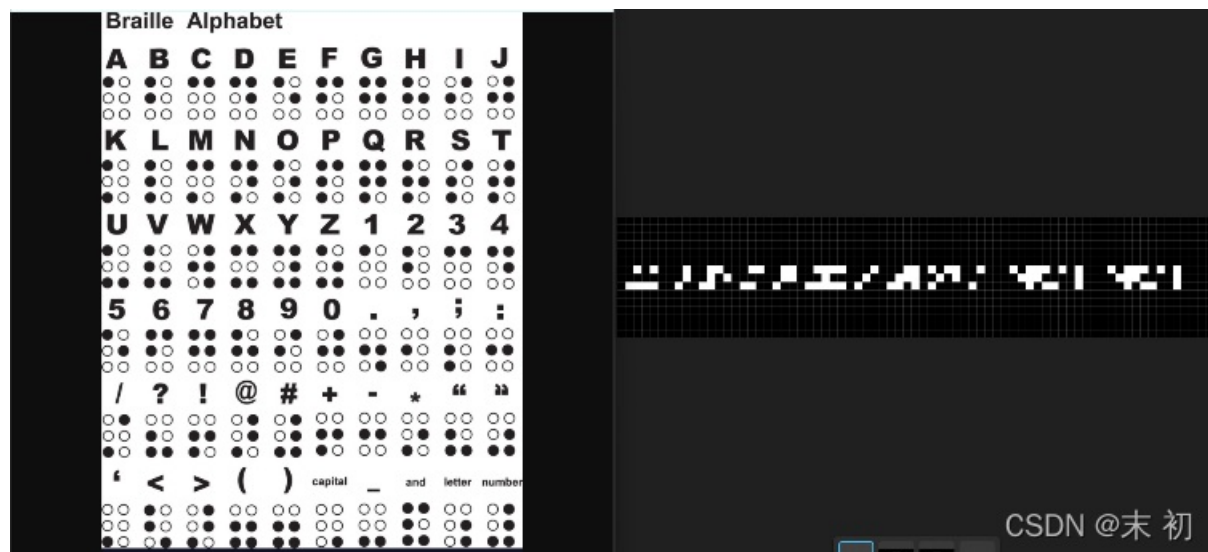 Braille Alphabet
A B C D E F G H I J
K L M N O P Q R S T
U V W X Y Z 1 2 3 4
5 6 7 8 9 0 . , ; :
/ ? ! @ # + - * “ ”
‘ < > ( ) capital _ and letter number
CSDN @末 初